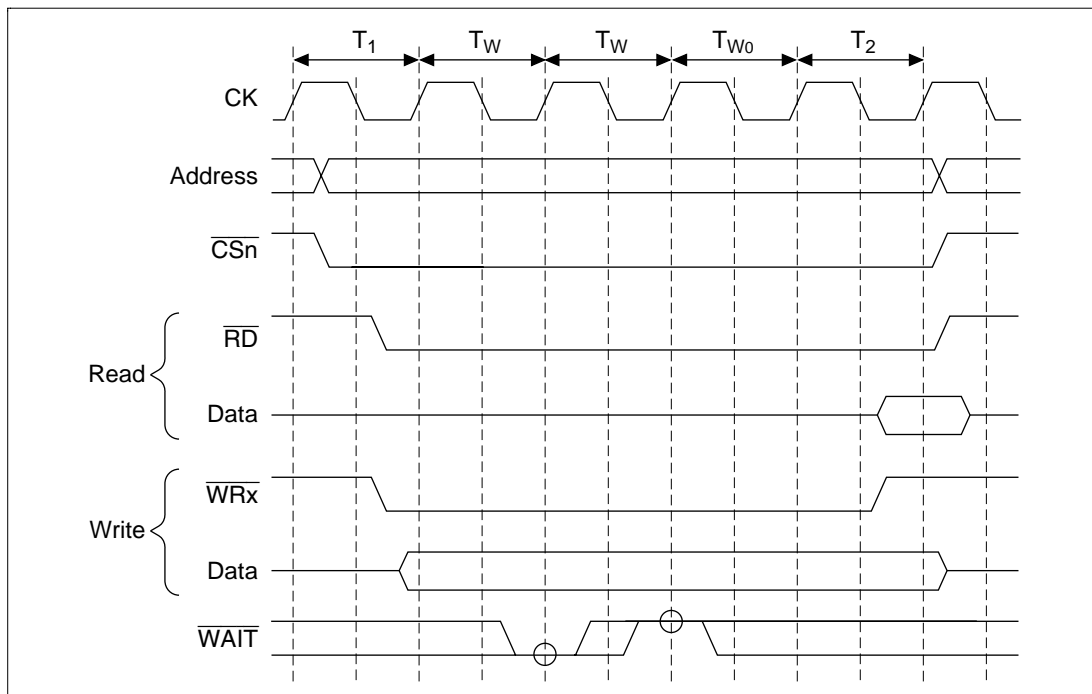 T1 TW TW TW0 T2
CK
Address
CSn
RD
Read
Data
WRx
Write
Data
WAIT